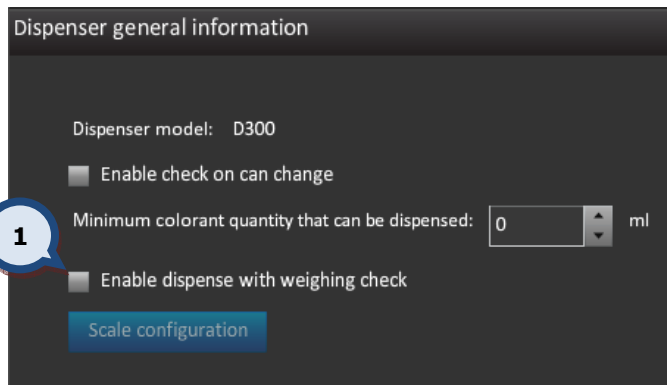 Dispenser general information
Dispenser model: D300
Enable check on can change
Minimum colorant quantity that can be dispensed: 0 ml
1
Enable dispense with weighing check
Scale configuration